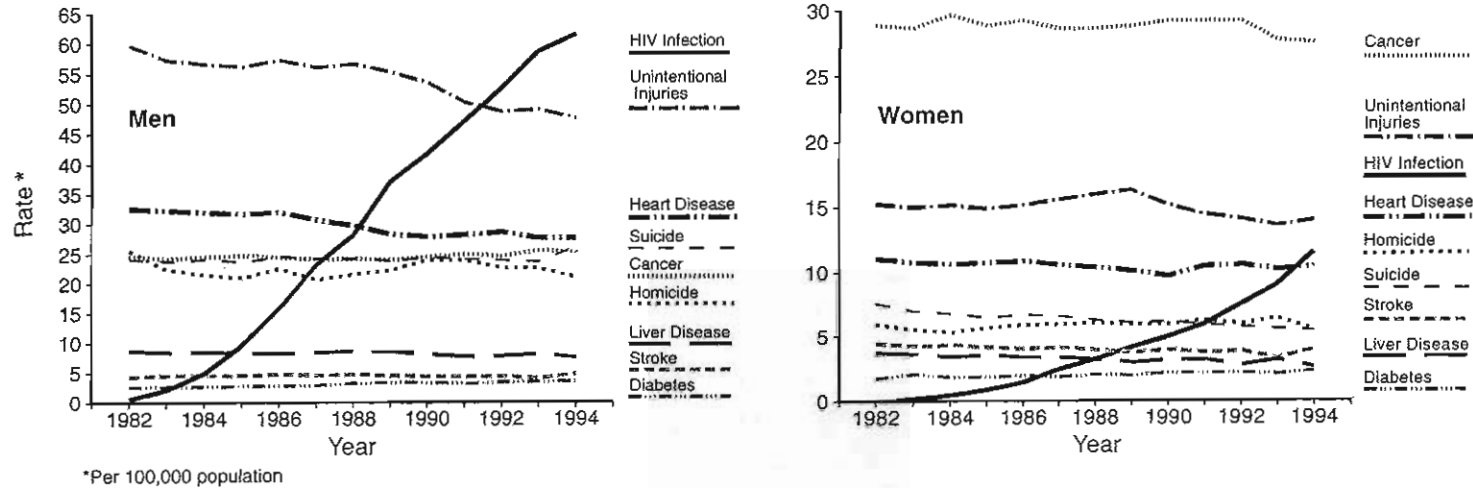 65
60
55
50
45
40
35
30
25
20
15
10
5
0
Rate*
Men
1982 1984 1986 1988 1990 1992 1994
Year
*Per 100,000 population
HIV Infection
Unintentional
Injuries
Heart Disease
Suicide
Cancer
Homicide
Liver Disease
Stroke
Diabetes
30
25
20
15
10
5
0
Women
1982 1984 1986 1988 1990 1992 1994
Year
Cancer
Unintentional
Injuries
HIV Infection
Heart Disease
Homicide
Suicide
Stroke
Liver Disease
Diabetes